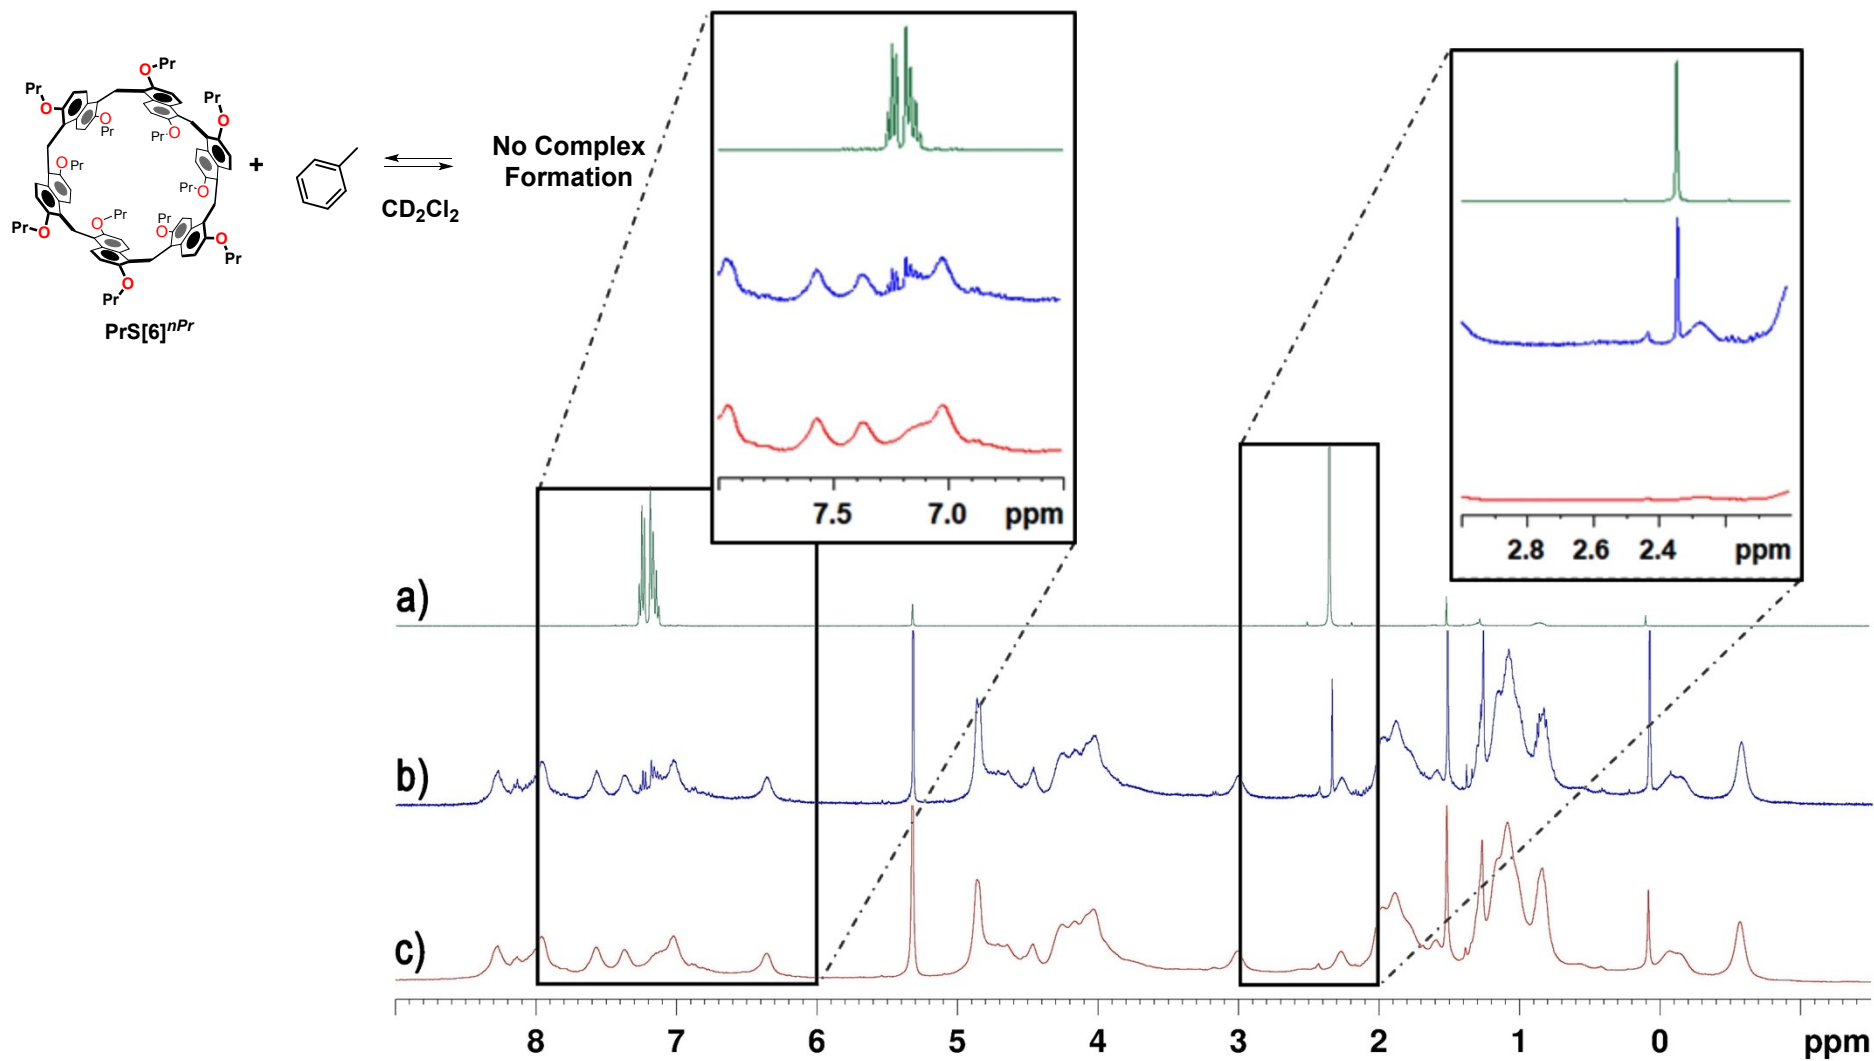 Pr
O
Pr
O
Pr
O
Pr
O
Pr
O
Pr
O
O
Pr
Pr
O
Pr
O
Pr
O
Pr
O
Pr
O
PrS[6]nPr
+
CD2Cl2
No Complex
Formation
7.5 7.0 ppm
2.8 2.6 2.4 ppm
a)
b)
c)
8 7 6 5 4 3 2 1 0 ppm